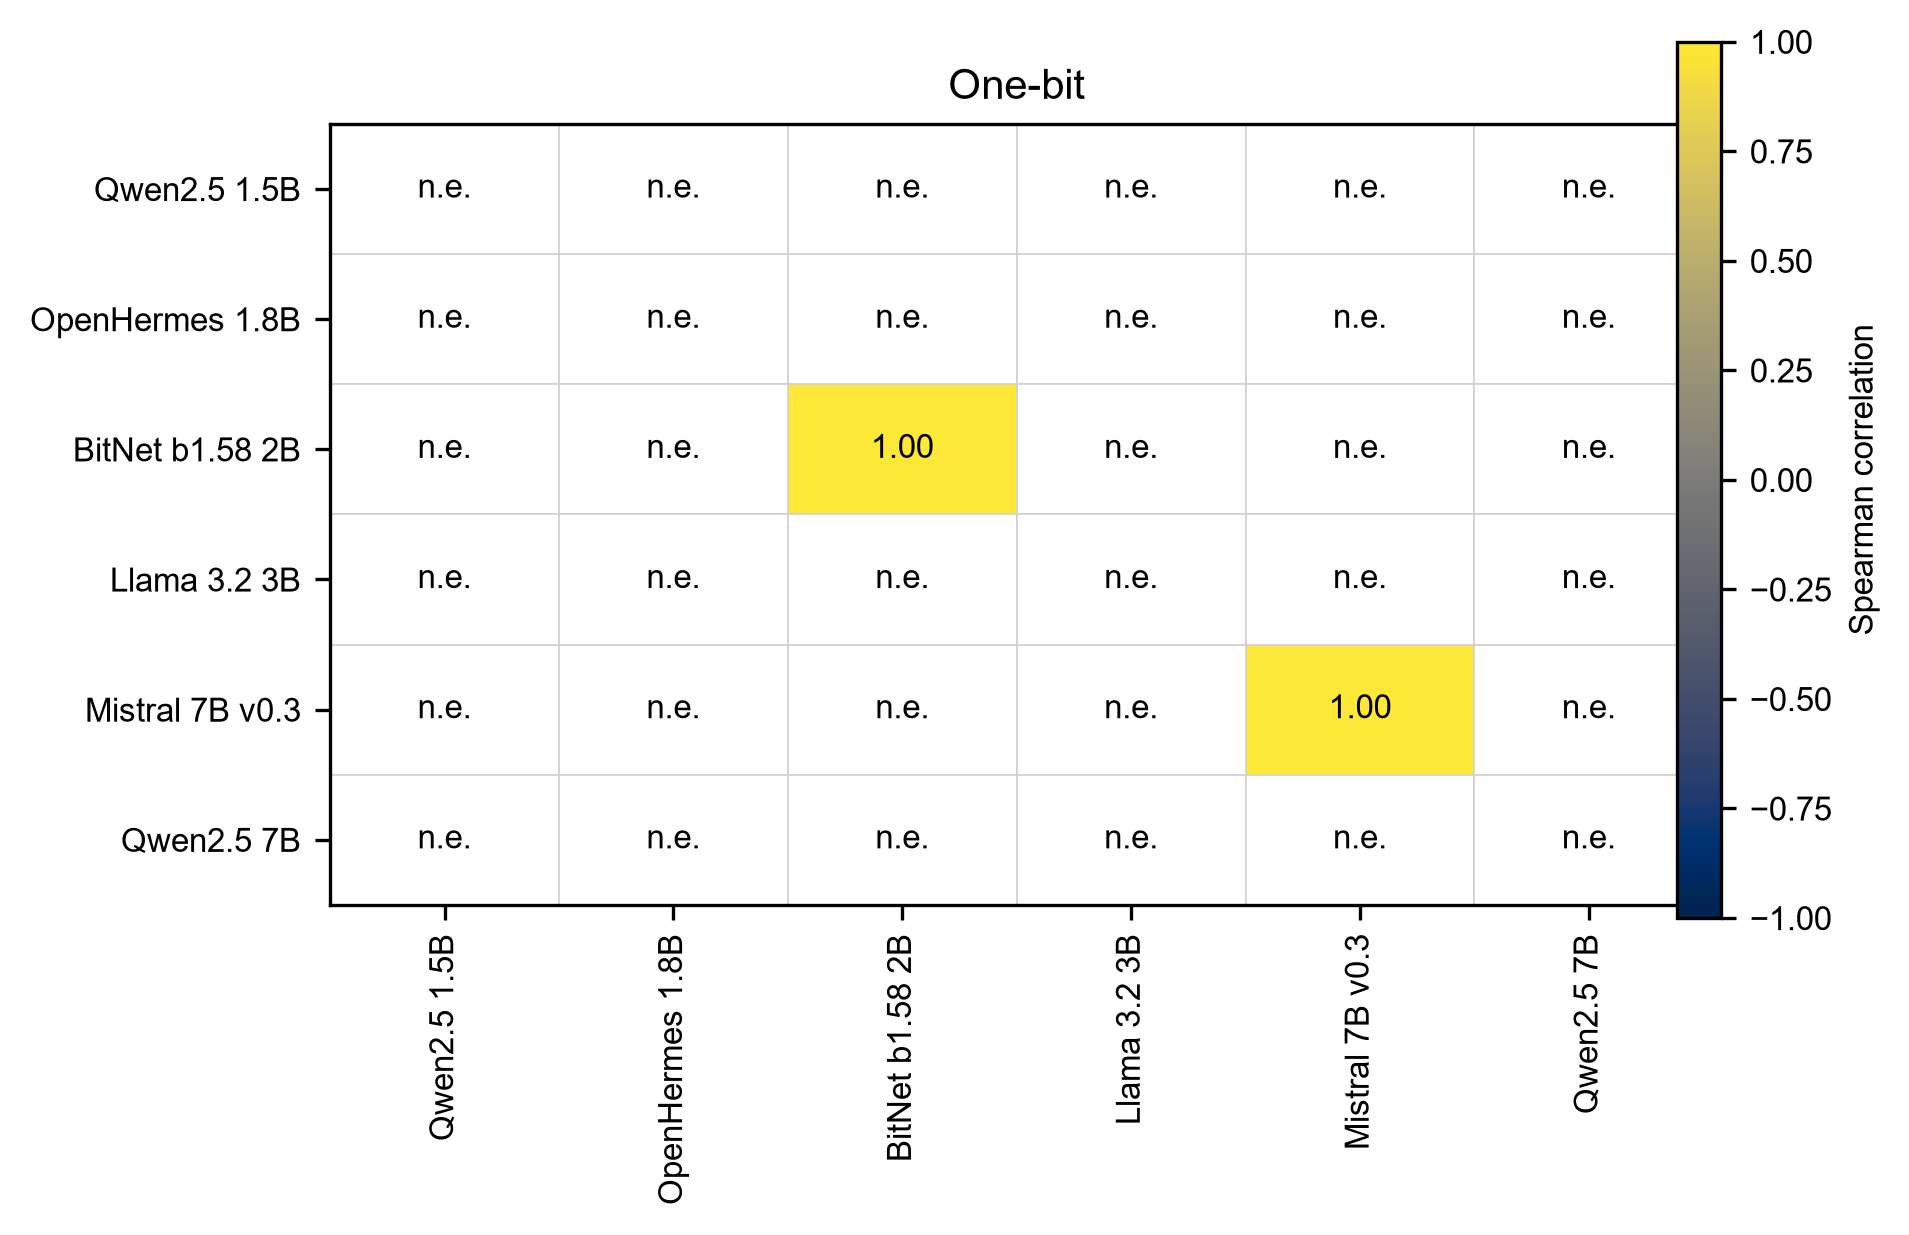 One-bit
Qwen2.5 1.5B n.e. n.e. n.e. n.e. n.e. n.e.
OpenHermes 1.8B n.e. n.e. n.e. n.e. n.e. n.e.
BitNet b1.58 2B n.e. n.e. 1.00 n.e. n.e. n.e.
Llama 3.2 3B n.e. n.e. n.e. n.e. n.e. n.e.
Mistral 7B v0.3 n.e. n.e. n.e. n.e. 1.00 n.e.
Qwen2.5 7B n.e. n.e. n.e. n.e. n.e. n.e.
Qwen2.5 1.5B
OpenHermes 1.8B
BitNet b1.58 2B
Llama 3.2 3B
Mistral 7B v0.3
Qwen2.5 7B
1.00
0.75
0.50
0.25
0.00
−0.25
−0.50
−0.75
−1.00
Spearman correlation